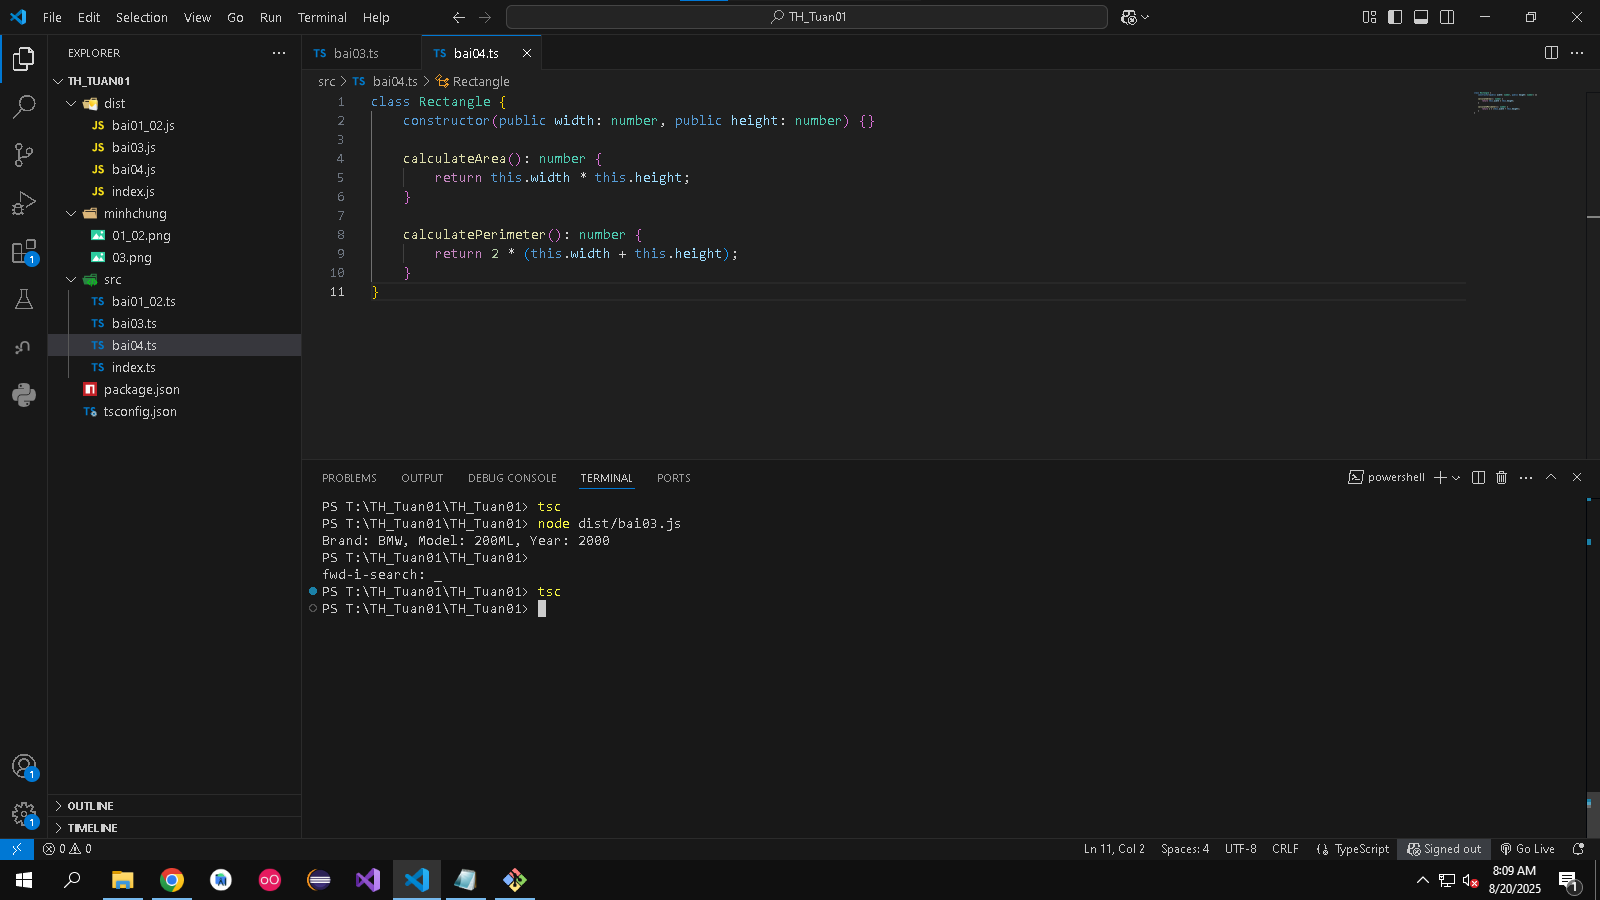 File Edit Selection View Go Run Terminal Help
TH_Tuan01
EXPLORER
TH_TUAN01
dist
JS bai01_02.js
JS bai03.js
JS bai04.js
JS index.js
minhchung
01_02.png
03.png
src
TS bai01_02.ts
TS bai03.ts
TS bai04.ts
TS index.ts
package.json
TS tsconfig.json
OUTLINE
TIMELINE
1
1
1
TS bai03.ts
TS bai04.ts
src > TS bai04.ts > Rectangle
1 class Rectangle {
2 constructor(public width: number, public height: number) {}
3
4 calculateArea(): number {
5 return this.width * this.height;
6 }
7
8 calculatePerimeter(): number {
9 return 2 * (this.width + this.height);
10 }
11 }
PROBLEMS OUTPUT DEBUG CONSOLE TERMINAL PORTS
powershell
PS T:\TH_Tuan01\TH_Tuan01> tsc
PS T:\TH_Tuan01\TH_Tuan01> node dist/bai03.js
Brand: BMW, Model: 200ML, Year: 2000
PS T:\TH_Tuan01\TH_Tuan01>
fwd-i-search: _
PS T:\TH_Tuan01\TH_Tuan01> tsc
PS T:\TH_Tuan01\TH_Tuan01>
0 0
Ln 11, Col 2 Spaces: 4 UTF-8 CRLF {} TypeScript Signed out Go Live
8:09 AM
8/20/2025
1